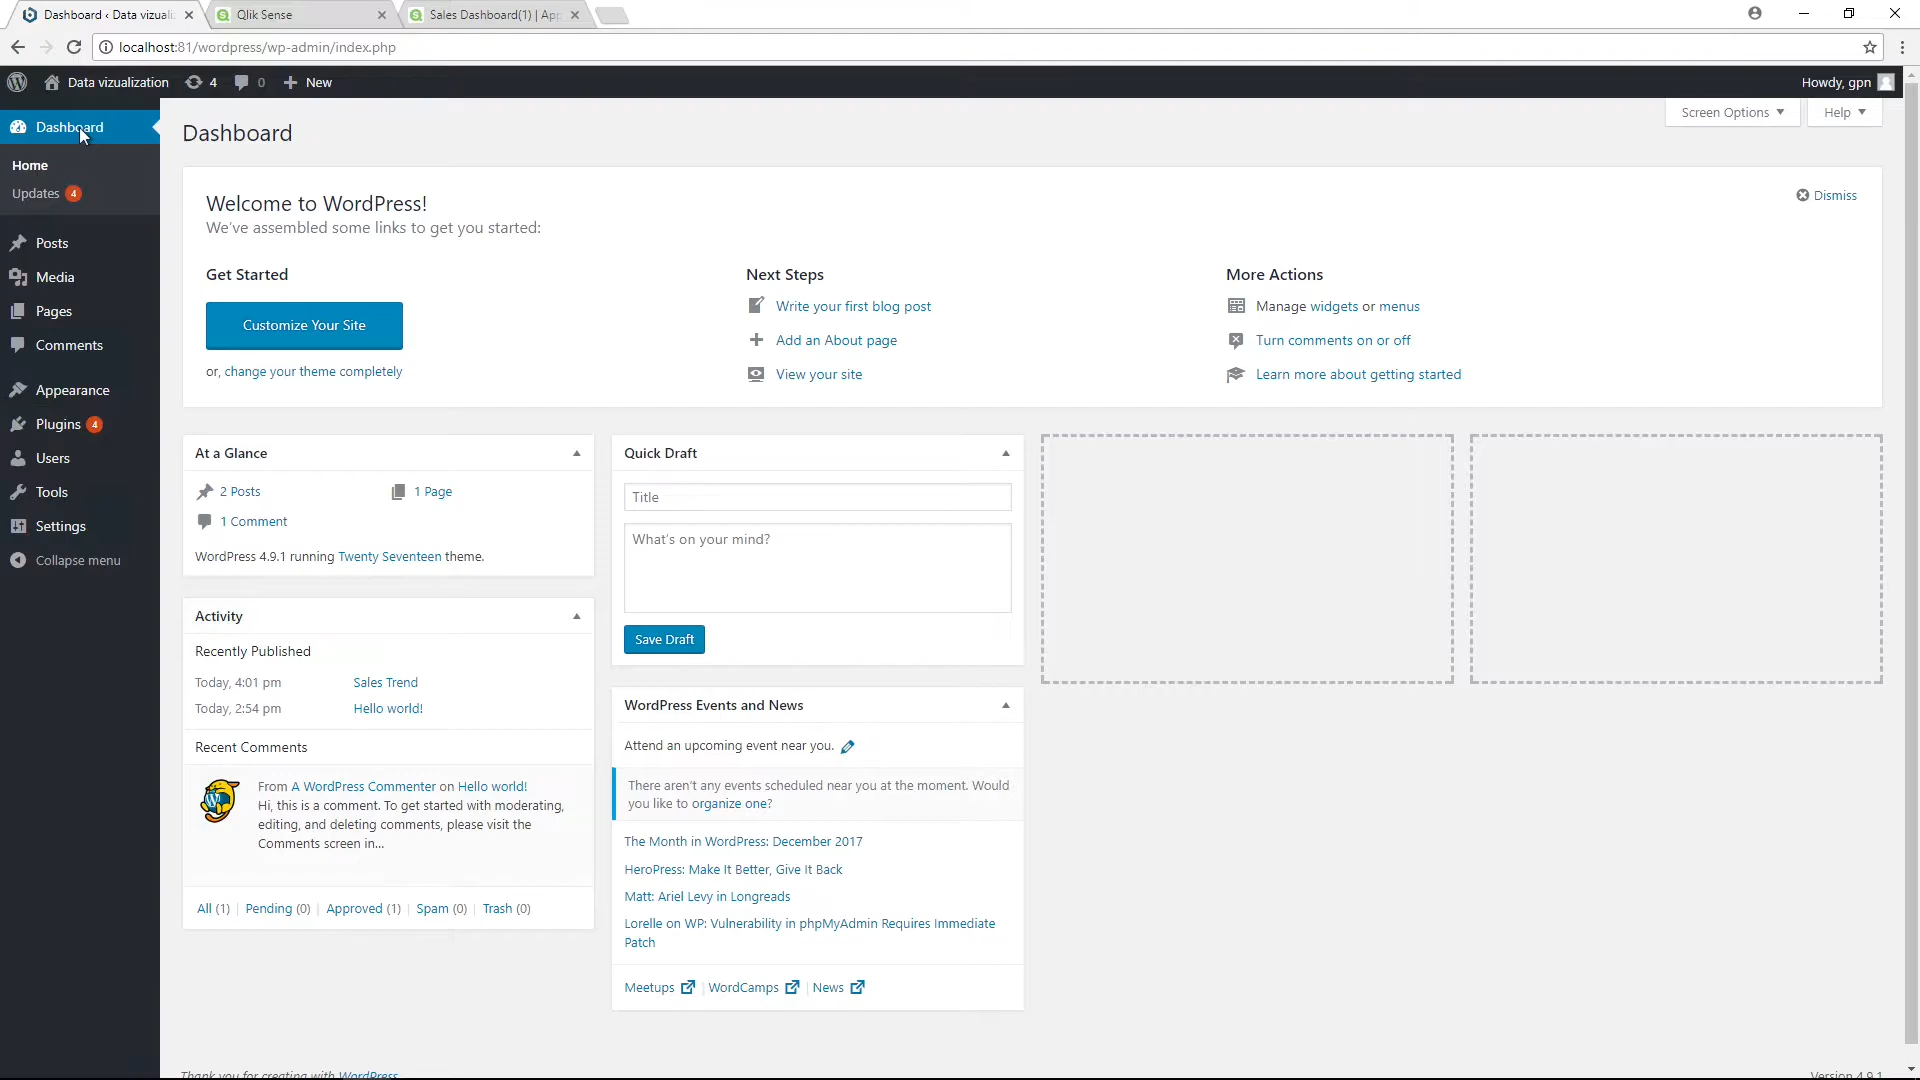 Dashboard ‹ Data vizuali
Qlik Sense
Sales Dashboard(1) | App
localhost:81/wordpress/wp-admin/index.php
Data vizualization 4 0 New
Howdy, gpn
Dashboard
Home
Updates 4
Posts
Media
Pages
Comments
Appearance
Plugins 4
Users
Tools
Settings
Collapse menu
Screen Options
Help
Dashboard
Welcome to WordPress!
We've assembled some links to get you started:
Dismiss
Get Started
Customize Your Site
or, change your theme completely
Next Steps
Write your first blog post
Add an About page
View your site
More Actions
Manage widgets or menus
Turn comments on or off
Learn more about getting started
At a Glance
2 Posts
1 Page
1 Comment
WordPress 4.9.1 running Twenty Seventeen theme.
Activity
Recently Published
Today, 4:01 pm Sales Trend
Today, 2:54 pm Hello world!
Recent Comments
From A WordPress Commenter on Hello world!
Hi, this is a comment. To get started with moderating,
editing, and deleting comments, please visit the
Comments screen in…
All (1) | Pending (0) | Approved (1) | Spam (0) | Trash (0)
Quick Draft
Title
What's on your mind?
Save Draft
WordPress Events and News
Attend an upcoming event near you.
There aren't any events scheduled near you at the moment. Would
you like to organize one?
The Month in WordPress: December 2017
HeroPress: Make It Better, Give It Back
Matt: Ariel Levy in Longreads
Lorelle on WP: Vulnerability in phpMyAdmin Requires Immediate
Patch
Meetups | WordCamps | News
Thank you for creating with WordPress
Version 4.9.1